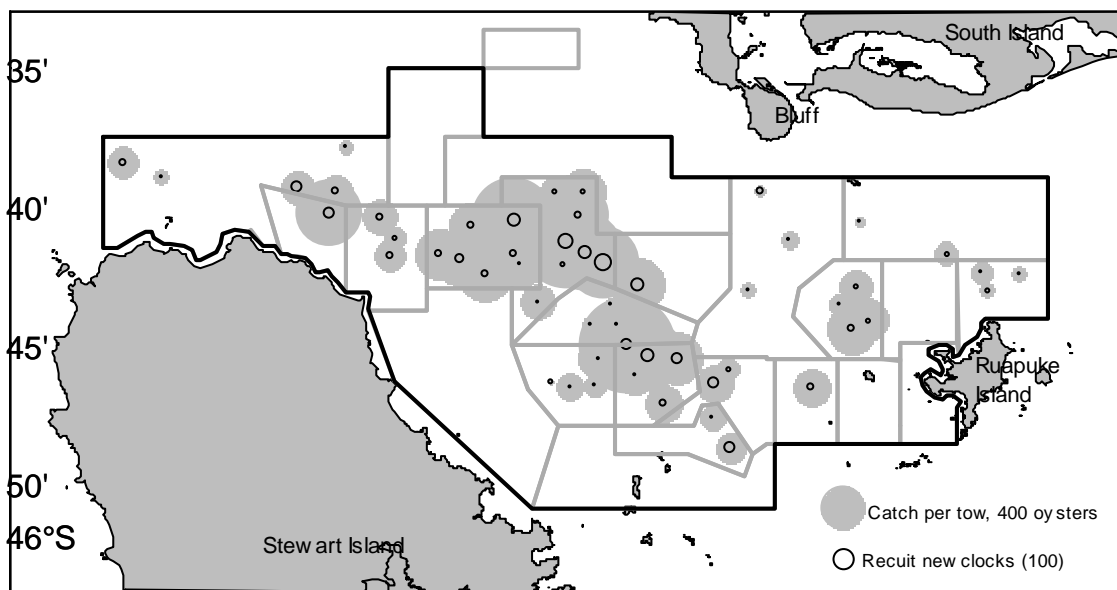 South Island
35'
Bluff
40'
45'
Ruapuke
Island
50'
Catch per tow, 400 oysters
46°S
Stewart Island
Recuit new clocks (100)